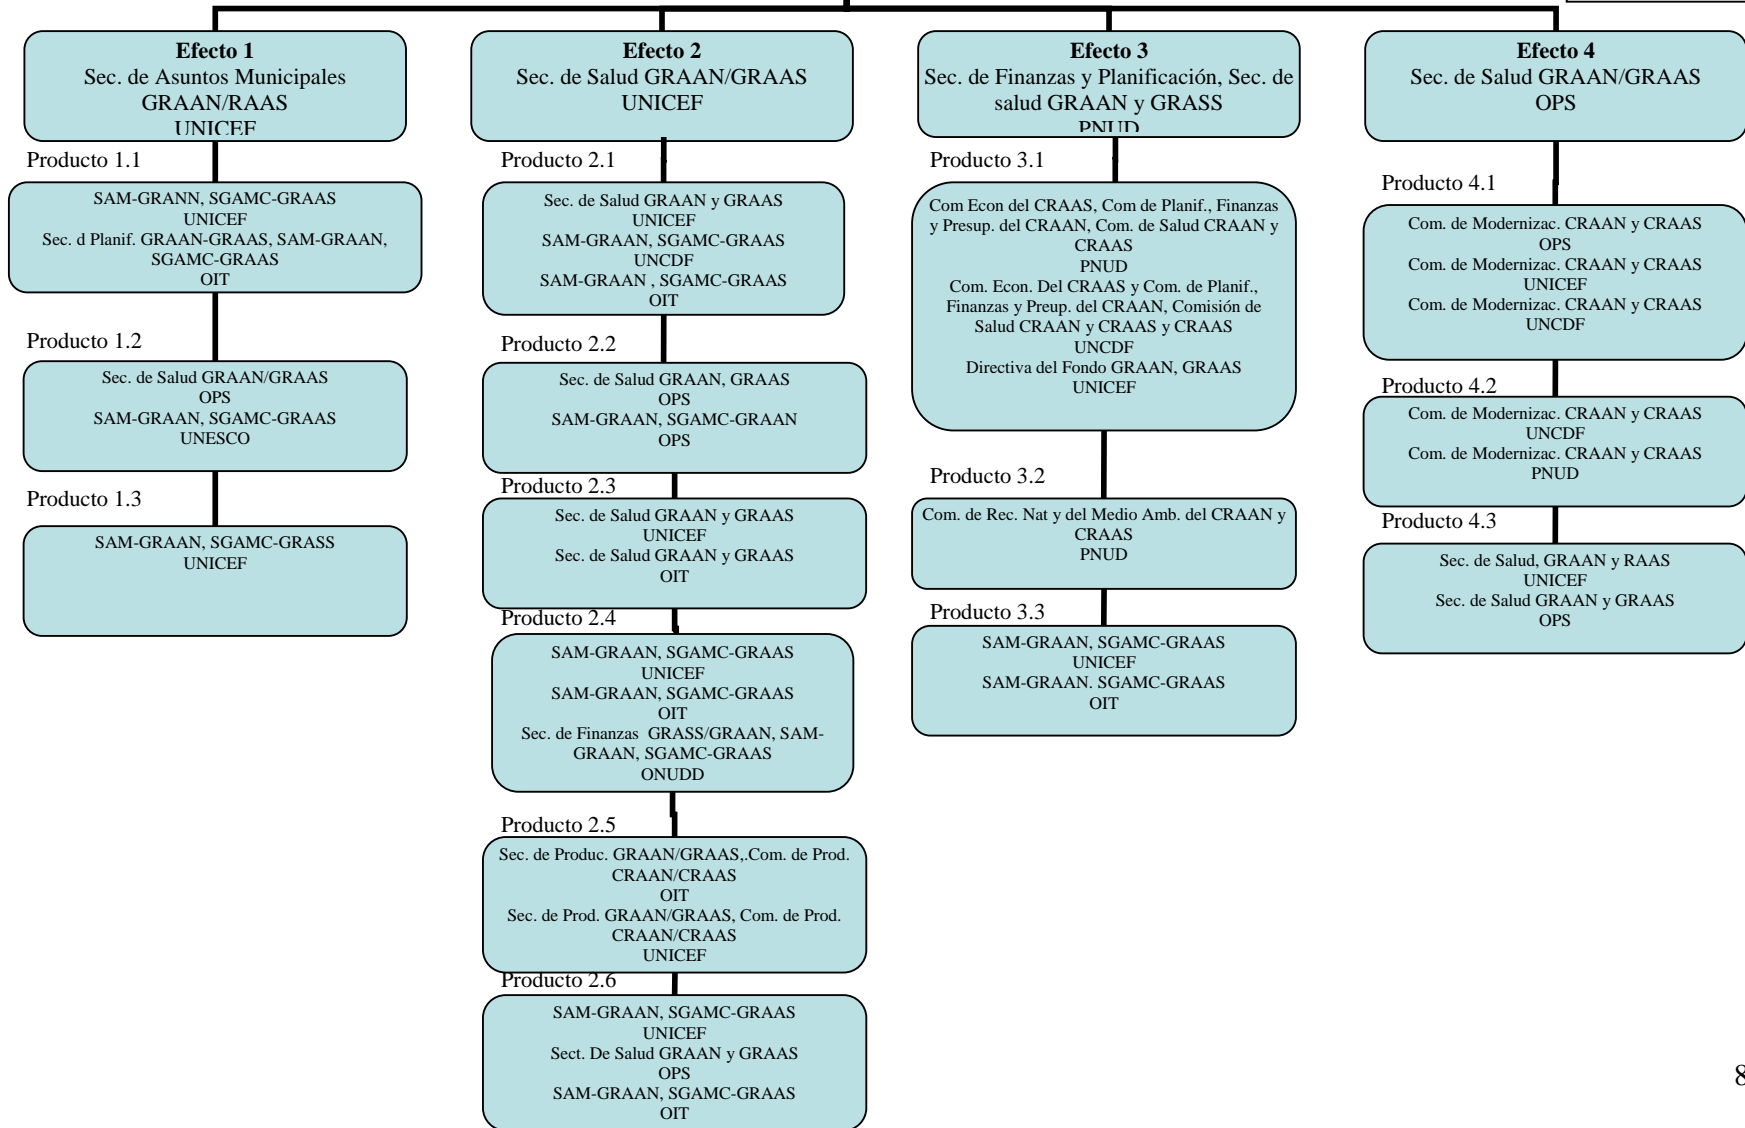 Efecto 1
Sec. de Asuntos Municipales
GRAAN/RAAS
UNICEF
Producto 1.1
SAM-GRANN, SGAMC-GRAAS
UNICEF
Sec. d Planif. GRAAN-GRAAS, SAM-GRAAN,
SGAMC-GRAAS
OIT
Producto 1.2
Sec. de Salud GRAAN/GRAAS
OPS
SAM-GRAAN, SGAMC-GRAAS
UNESCO
Producto 1.3
SAM-GRAAN, SGAMC-GRASS
UNICEF
Efecto 2
Sec. de Salud GRAAN/GRAAS
UNICEF
Producto 2.1
Sec. de Salud GRAAN y GRAAS
UNICEF
SAM-GRAAN, SGAMC-GRAAS
UNCDF
SAM-GRAAN , SGAMC-GRAAS
OIT
Producto 2.2
Sec. de Salud GRAAN, GRAAS
OPS
SAM-GRAAN, SGAMC-GRAAN
OPS
Producto 2.3
Sec. de Salud GRAAN y GRAAS
UNICEF
Sec. de Salud GRAAN y GRAAS
OIT
Producto 2.4
SAM-GRAAN, SGAMC-GRAAS
UNICEF
SAM-GRAAN, SGAMC-GRAAS
OIT
Sec. de Finanzas GRASS/GRAAN, SAM-
GRAAN, SGAMC-GRAAS
ONUDD
Producto 2.5
Sec. de Produc. GRAAN/GRAAS,.Com. de Prod.
CRAAN/CRAAS
OIT
Sec. de Prod. GRAAN/GRAAS, Com. de Prod.
CRAAN/CRAAS
UNICEF
Producto 2.6
SAM-GRAAN, SGAMC-GRAAS
UNICEF
Sect. De Salud GRAAN y GRAAS
OPS
SAM-GRAAN, SGAMC-GRAAS
OIT
Efecto 3
Sec. de Finanzas y Planificación, Sec. de
salud GRAAN y GRASS
PNUD
Producto 3.1
Com Econ del CRAAS, Com de Planif., Finanzas
y Presup. del CRAAN, Com. de Salud CRAAN y
CRAAS
PNUD
Com. Econ. Del CRAAS y Com. de Planif.,
Finanzas y Preup. del CRAAN, Comisión de
Salud CRAAN y CRAAS y CRAAS
UNCDF
Directiva del Fondo GRAAN, GRAAS
UNICEF
Producto 3.2
Com. de Rec. Nat y del Medio Amb. del CRAAN y
CRAAS
PNUD
Producto 3.3
SAM-GRAAN, SGAMC-GRAAS
UNICEF
SAM-GRAAN. SGAMC-GRAAS
OIT
Efecto 4
Sec. de Salud GRAAN/GRAAS
OPS
Producto 4.1
Com. de Modernizac. CRAAN y CRAAS
OPS
Com. de Modernizac. CRAAN y CRAAS
UNICEF
Com. de Modernizac. CRAAN y CRAAS
UNCDF
Producto 4.2
Com. de Modernizac. CRAAN y CRAAS
UNCDF
Com. de Modernizac. CRAAN y CRAAS
PNUD
Producto 4.3
Sec. de Salud, GRAAN y RAAS
UNICEF
Sec. de Salud GRAAN y GRAAS
OPS
8